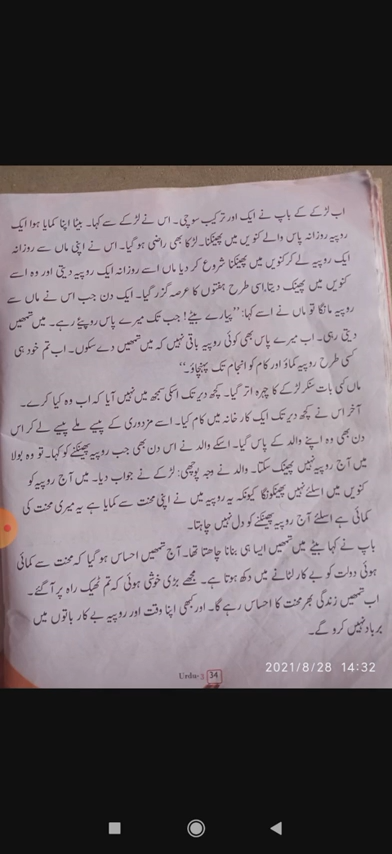 اب لڑکے کے باپ نے ایک اور ترکیب سوچی۔ اس نے لڑکے سے کہا۔ بیٹا اپنا کمایا ہوا ایک
روپیہ روزانہ پاس والے کنویں میں پھینکنا۔ لڑکا بھی راضی ہو گیا۔ اس نے اپنی ماں سے روزانہ
ایک روپیہ لے کر کنویں میں پھینکنا شروع کر دیا ماں اسے روزانہ ایک روپیہ دیتی اور وہ اسے
کنویں میں پھینک دیتا اسی طرح ہفتوں کا عرصہ گزر گیا۔ ایک دن جب اس نے ماں سے
روپیہ مانگا تو ماں نے اسے کہا: ’’پیارے بیٹے! جب تک میرے پاس روپیئے رہے۔ میں تمھیں
دیتی رہی۔ اب میرے پاس بھی کوئی روپیہ باقی نہیں کہ میں تمھیں دے سکوں۔ اب تم خود ہی
کسی طرح روپیہ کماؤ اور کام کو انجام تک پہنچاؤ۔‘‘
ماں کی بات سنکر لڑکے کا چہرہ اتر گیا۔ کچھ دیر تک اسکی سمجھ میں نہیں آیا کہ اب وہ کیا کرے۔
آخر اس نے کچھ دیر تک ایک کارخانہ میں کام کیا۔ اسے مزدوری کے پیسے ملے پیسے لے کر اس
دن بھی وہ اپنے والد کے پاس گیا۔ اسکے والد نے اس دن بھی جب روپیہ پھینکنے کو کہا۔ تو وہ بولا
میں آج روپیہ نہیں پھینک سکتا۔ والد نے وجہ پوچھی: لڑکے نے جواب دیا۔ میں آج روپیہ کو
کنویں میں اسلئے نہیں پھینکونگا کیونکہ یہ روپیہ میں نے اپنی محنت سے کمایا ہے یہ میری محنت کی
کمائی ہے اسلئے آج روپیہ پھینکنے کو دل نہیں چاہتا۔
باپ نے کہا بیٹے میں تمھیں ایسا ہی بنانا چاہتا تھا۔ آج تمھیں احساس ہو گیا کہ محنت سے کمائی
ہوئی دولت کو بے کار لٹانے میں دکھ ہوتا ہے۔ مجھے بڑی خوشی ہوئی کہ تم ٹھیک راہ پر آ گئے۔
اب تمھیں زندگی بھر محنت کا احساس رہے گا۔ اور کبھی اپنا وقت اور روپیہ بے کار باتوں میں
برباد نہیں کرو گے۔
2021/8/28 14:32
Urdu-3 34